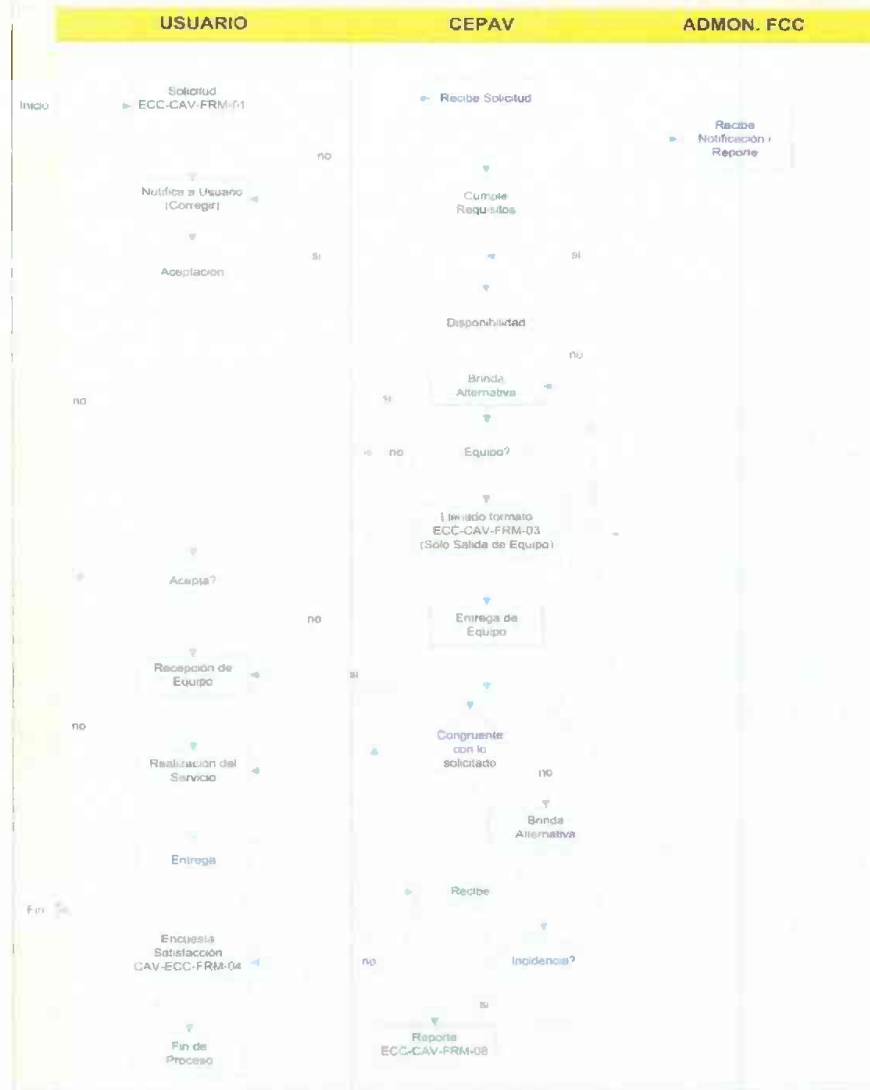 USUARIO
CEPAV
ADMON. FCC
Inicio
Solicitud
ECC-CAV-FRM-01
Recibe Solicitud
Recibe
Notificación /
Reporte
no
Notifica a Usuario
(Corregir)
Cumple
Requisitos
si
si
Aceptacion
Disponibilidad
no
Brinda
Alternativa
no
si
no
Equipo?
Llenado formato
ECC-CAV-FRM-03
(Solo Salida de Equipo)
Acepta?
no
Entrega de
Equipo
Recepción de
Equipo
si
no
Congruente
con lo
solicitado
Realización del
Servicio
no
Brinda
Alternativa
Entrega
Recibe
Fin
Encuesta
Satisfacción
CAV-ECC-FRM-04
no
Incidencia?
si
Fin de
Proceso
Reporte
ECC-CAV-FRM-08